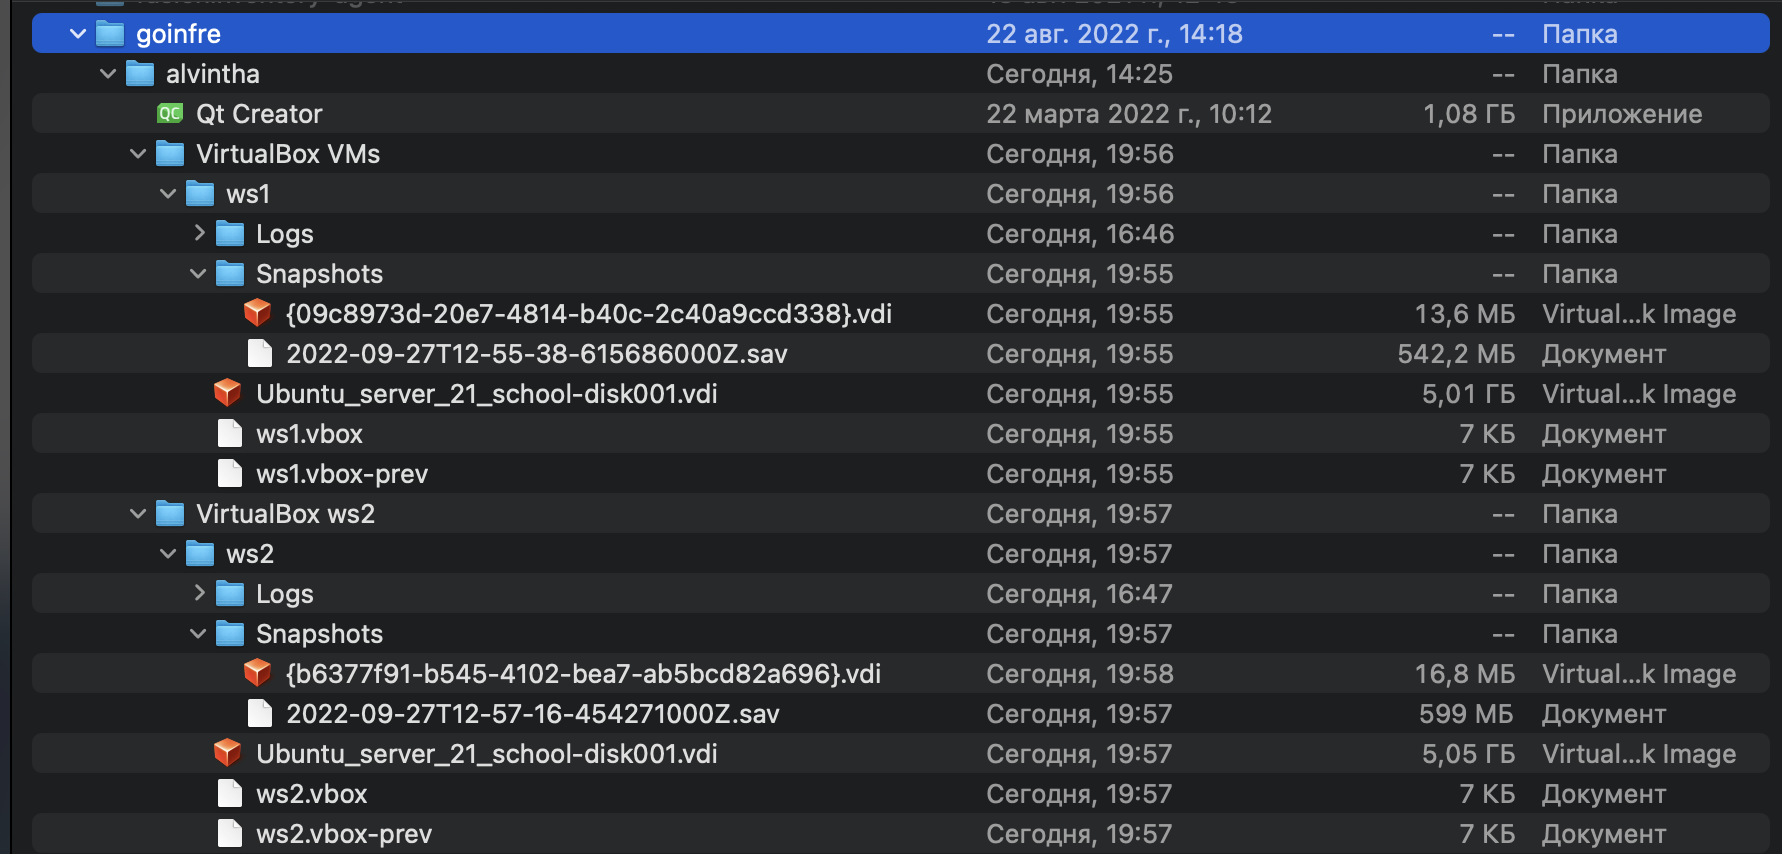 goinfre 22 авг. 2022 г., 14:18 -- Папка
alvintha Сегодня, 14:25 -- Папка
QC Qt Creator 22 марта 2022 г., 10:12 1,08 ГБ Приложение
VirtualBox VMs Сегодня, 19:56 -- Папка
ws1 Сегодня, 19:56 -- Папка
Logs Сегодня, 16:46 -- Папка
Snapshots Сегодня, 19:55 -- Папка
{09c8973d-20e7-4814-b40c-2c40a9ccd338}.vdi Сегодня, 19:55 13,6 МБ Virtual...k Image
2022-09-27T12-55-38-615686000Z.sav Сегодня, 19:55 542,2 МБ Документ
Ubuntu_server_21_school-disk001.vdi Сегодня, 19:55 5,01 ГБ Virtual...k Image
ws1.vbox Сегодня, 19:55 7 КБ Документ
ws1.vbox-prev Сегодня, 19:55 7 КБ Документ
VirtualBox ws2 Сегодня, 19:57 -- Папка
ws2 Сегодня, 19:57 -- Папка
Logs Сегодня, 16:47 -- Папка
Snapshots Сегодня, 19:57 -- Папка
{b6377f91-b545-4102-bea7-ab5bcd82a696}.vdi Сегодня, 19:58 16,8 МБ Virtual...k Image
2022-09-27T12-57-16-454271000Z.sav Сегодня, 19:57 599 МБ Документ
Ubuntu_server_21_school-disk001.vdi Сегодня, 19:57 5,05 ГБ Virtual...k Image
ws2.vbox Сегодня, 19:57 7 КБ Документ
ws2.vbox-prev Сегодня, 19:57 7 КБ Документ